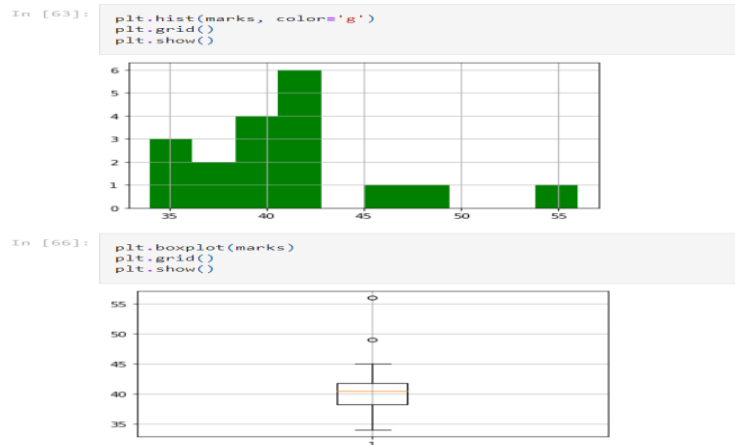 In [63]:
plt.hist(marks, color='g')
plt.grid()
plt.show()
6
5
4
3
2
1
0
35 40 45 50 55
In [66]:
plt.boxplot(marks)
plt.grid()
plt.show()
55
50
45
40
35
1